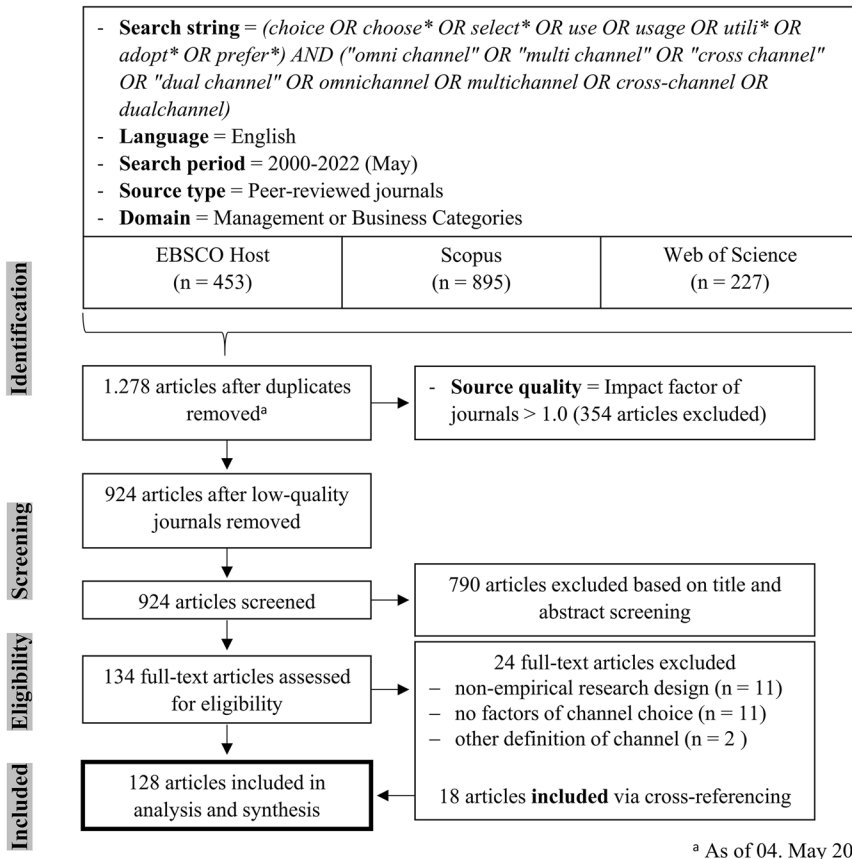 - Search string = (choice OR choose* OR select* OR use OR usage OR utili* OR
adopt* OR prefer*) AND ("omni channel" OR "multi channel" OR "cross channel"
OR "dual channel" OR omnichannel OR multichannel OR cross-channel OR
dualchannel)
- Language = English
- Search period = 2000-2022 (May)
- Source type = Peer-reviewed journals
- Domain = Management or Business Categories
EBSCO Host
(n = 453)
Scopus
(n = 895)
Web of Science
(n = 227)
Identification
1.278 articles after duplicates
removedᵃ
- Source quality = Impact factor of
journals > 1.0 (354 articles excluded)
Screening
924 articles after low-quality
journals removed
924 articles screened
790 articles excluded based on title and
abstract screening
Eligibility
134 full-text articles assessed
for eligibility
24 full-text articles excluded
– non-empirical research design (n = 11)
– no factors of channel choice (n = 11)
– other definition of channel (n = 2 )
Included
128 articles included in
analysis and synthesis
18 articles included via cross-referencing
ᵃ As of 04. May 20